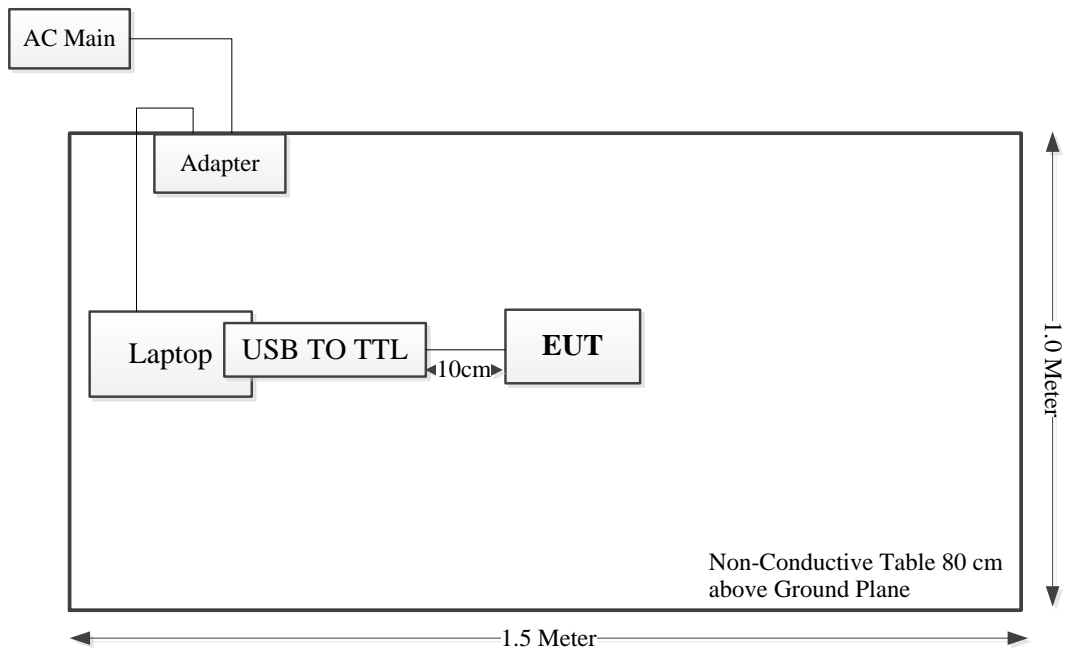 AC Main
Adapter
Laptop
USB TO TTL
EUT
10cm
1.0 Meter
Non-Conductive Table 80 cm
above Ground Plane
1.5 Meter